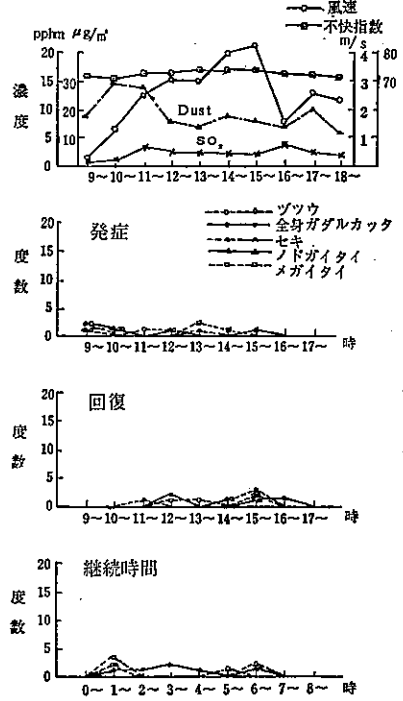 風速
不快指数
pphm μg/㎥
m/s
20
15
10
5
0
30
20
10
4
3
2
1
80
70
濃度
Dust
SO₂
9〜 10〜 11〜 12〜 13〜 14〜 15〜 16〜 17〜 18〜
発症
ヅツウ
全身ガダルカッタ
セキ
ノドガイタイ
メガイタイ
度数
20
15
10
5
0
9〜 10〜 11〜 12〜 13〜 14〜 15〜 16〜 17〜 時
回復
度数
20
15
10
5
0
9〜 10〜 11〜 12〜 13〜 14〜 15〜 16〜 17〜 時
継続時間
度数
20
15
10
5
0
0〜 1〜 2〜 3〜 4〜 5〜 6〜 7〜 8〜 時